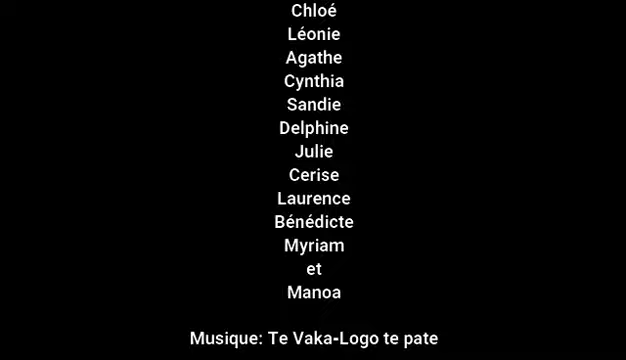 Chloé
Léonie
Agathe
Cynthia
Sandie
Delphine
Julie
Cerise
Laurence
Bénédicte
Myriam
et
Manoa
Musique: Te Vaka-Logo te pate